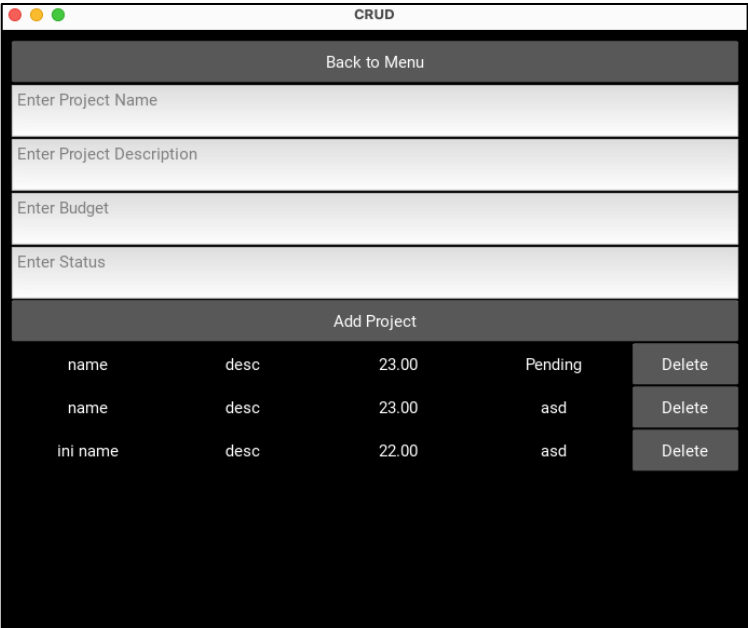 CRUD
Back to Menu
Enter Project Name
Enter Project Description
Enter Budget
Enter Status
Add Project
name desc 23.00 Pending Delete
name desc 23.00 asd Delete
ini name desc 22.00 asd Delete